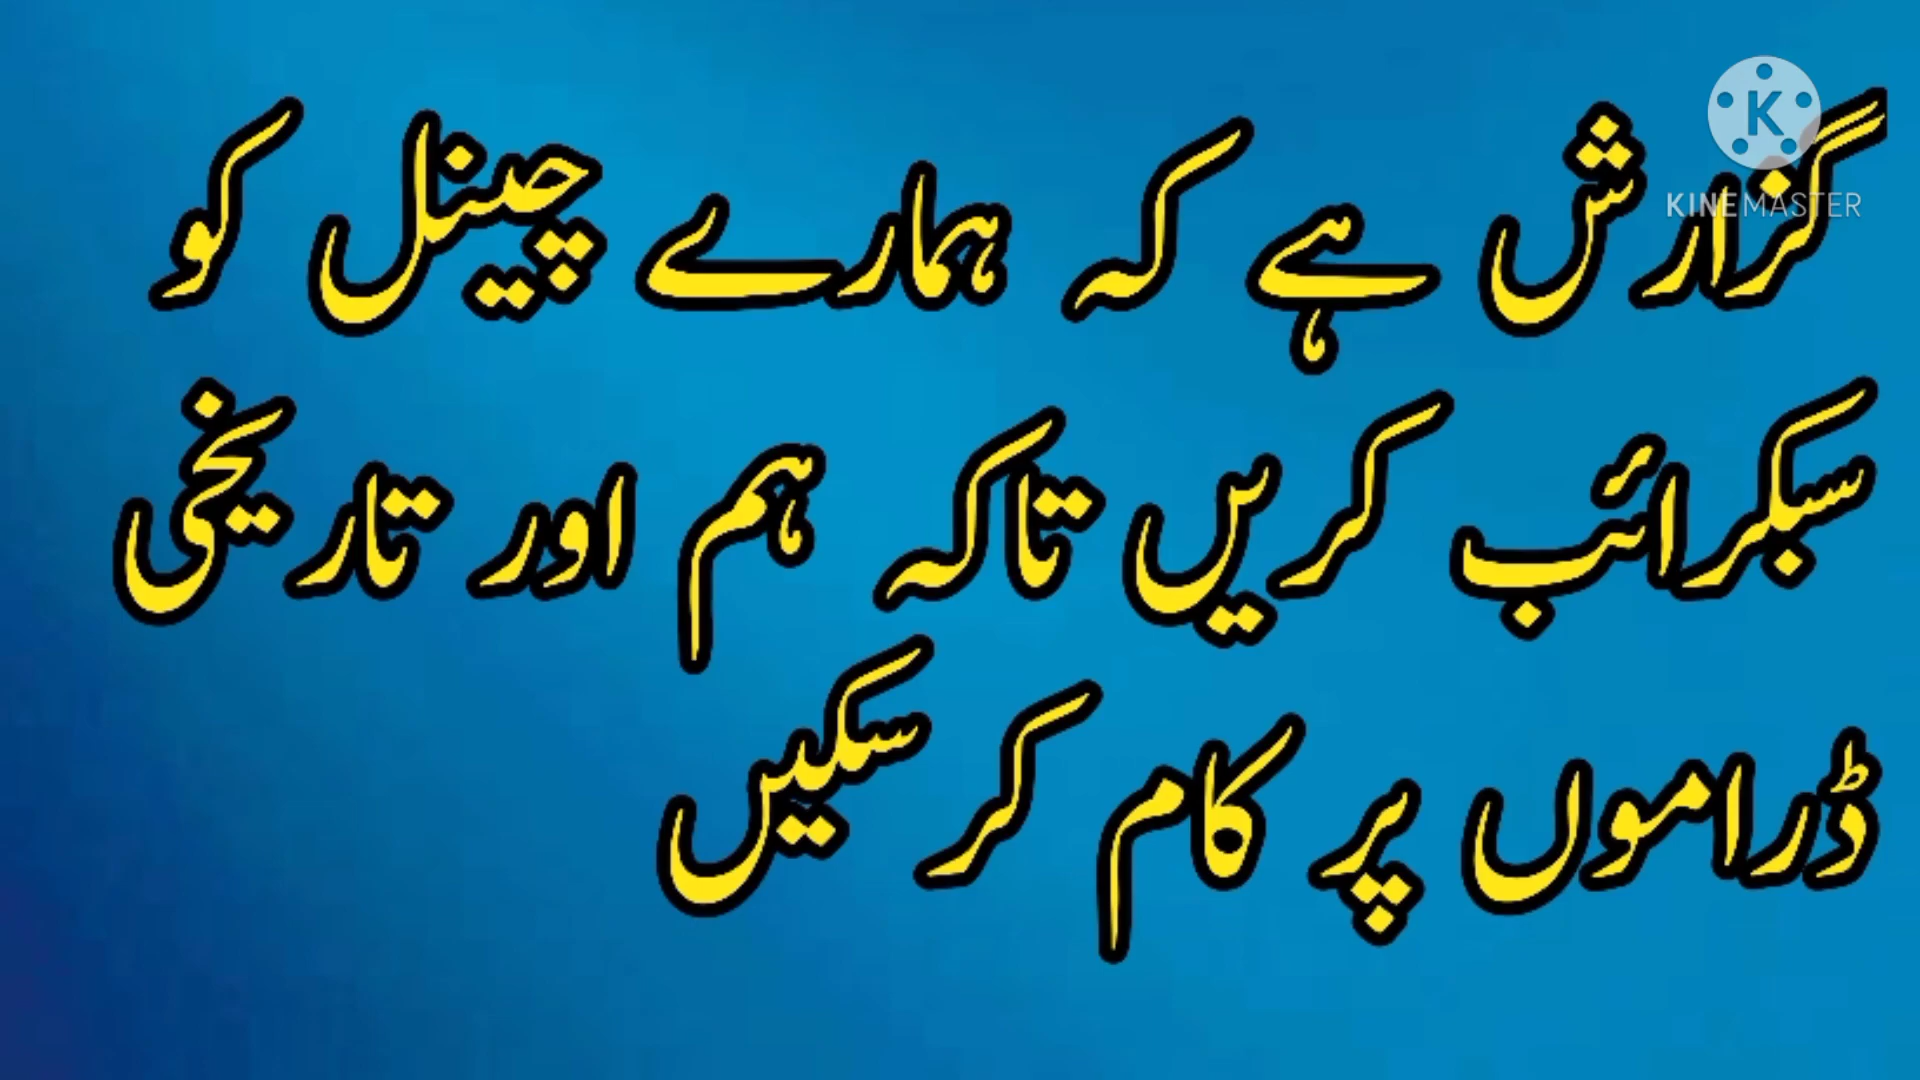 KINEMASTER
گزارش ہے کہ ہمارے چینل کو
سبکرائب کریں تاکہ ہم اور تاریخی
ڈراموں پر کام کر سکیں